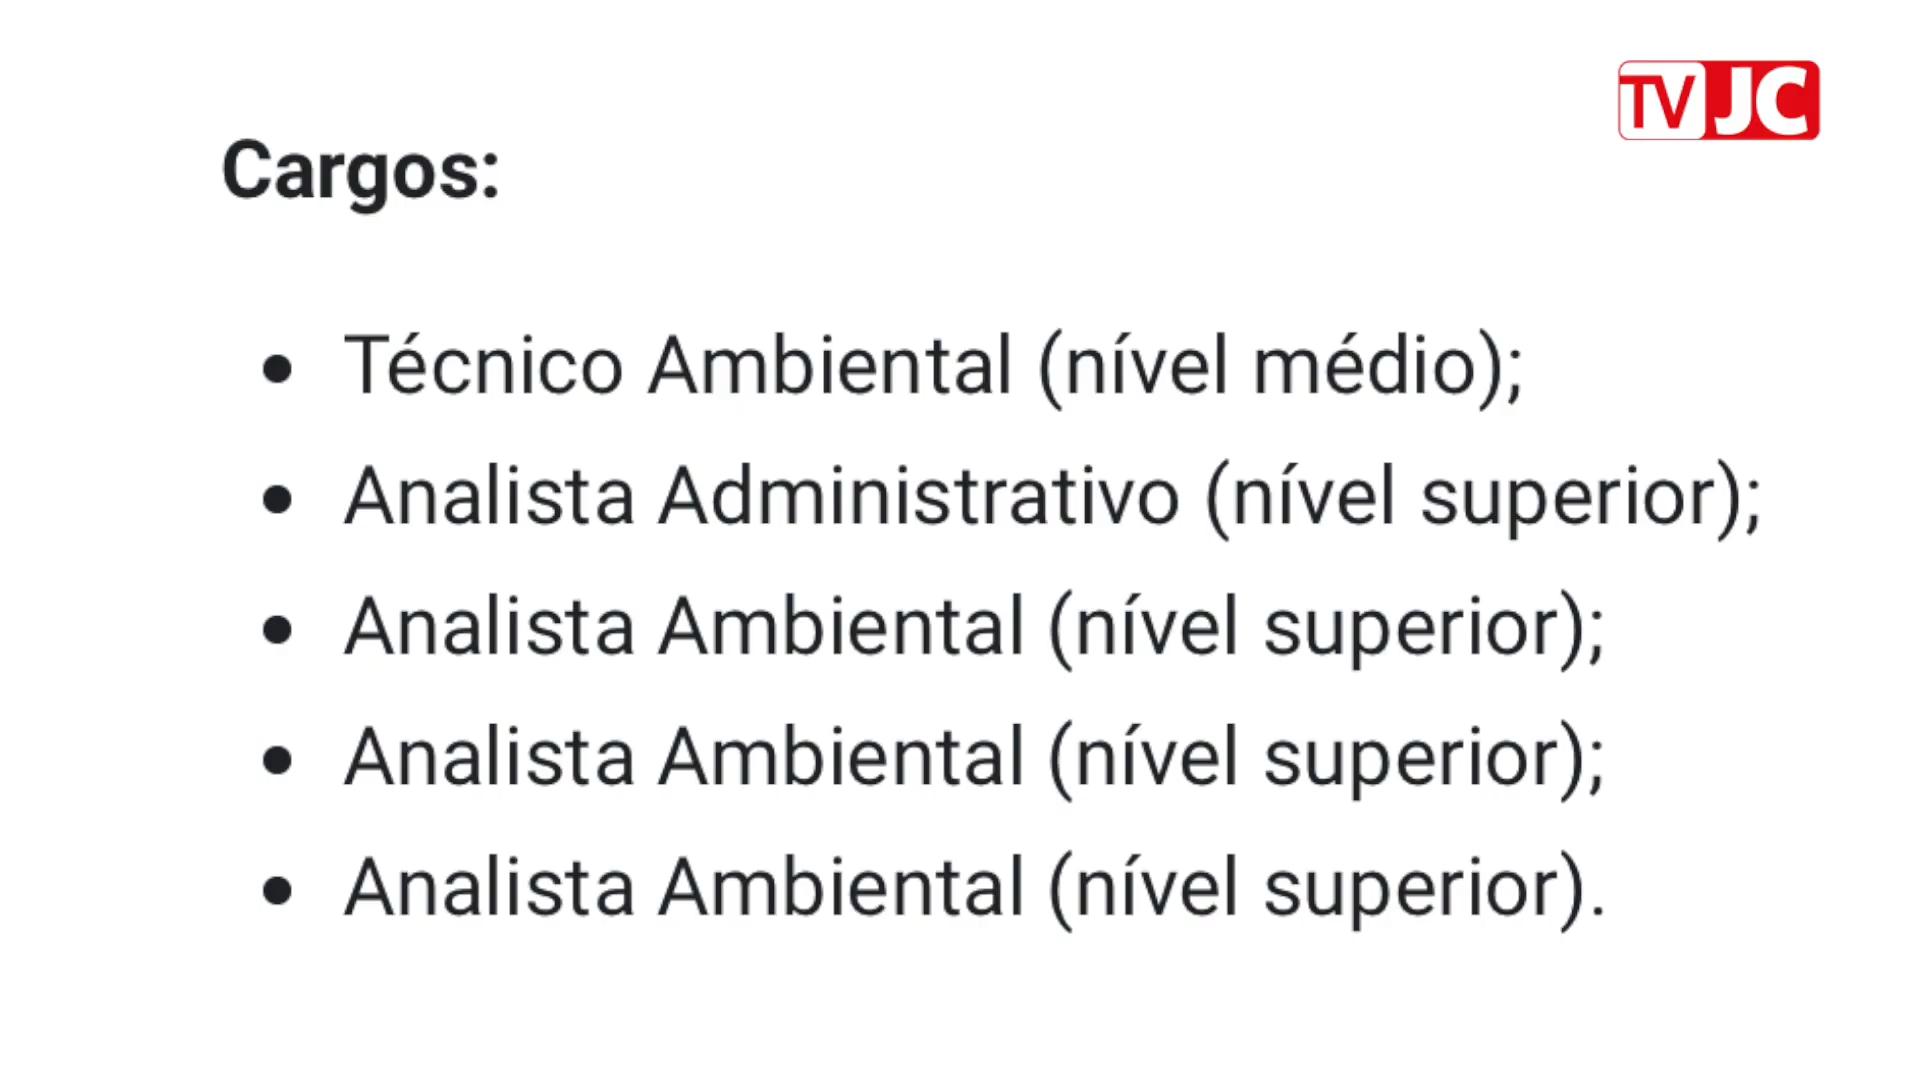 TV JC
Cargos:
• Técnico Ambiental (nível médio);
• Analista Administrativo (nível superior);
• Analista Ambiental (nível superior);
• Analista Ambiental (nível superior);
• Analista Ambiental (nível superior).